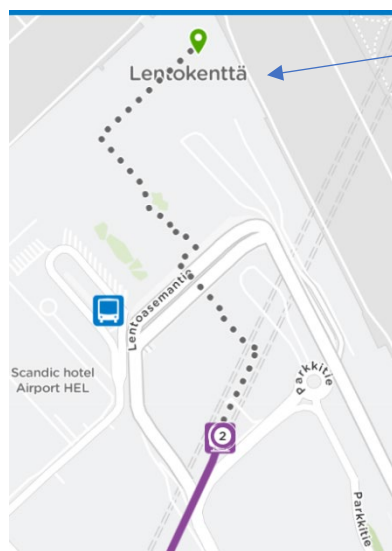 Lentokenttä
Lentoasemantie
Scandic hotel
Airport HEL
Parkkitie
2
Parkkitie